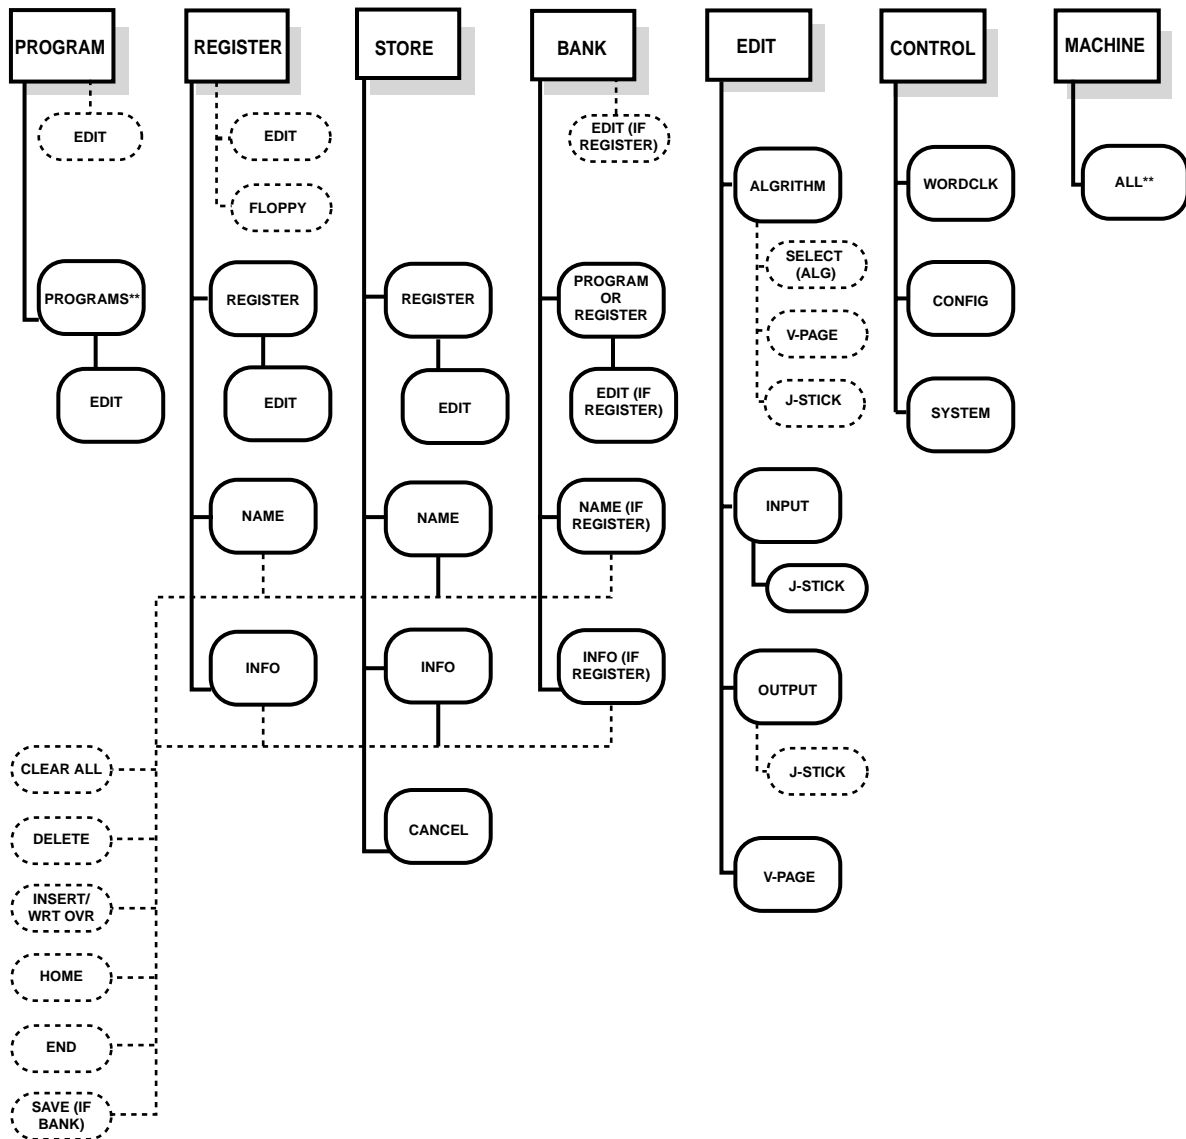 PROGRAM
REGISTER
STORE
BANK
EDIT
CONTROL
MACHINE
EDIT
EDIT
EDIT (IF
REGISTER)
FLOPPY
ALGRITHM
WORDCLK
ALL**
SELECT
(ALG)
PROGRAMS**
REGISTER
REGISTER
PROGRAM
OR
REGISTER
CONFIG
V-PAGE
EDIT
EDIT
EDIT
EDIT (IF
REGISTER)
J-STICK
SYSTEM
NAME
NAME
NAME (IF
REGISTER)
INPUT
J-STICK
INFO
INFO
INFO (IF
REGISTER)
OUTPUT
CLEAR ALL
J-STICK
DELETE
CANCEL
V-PAGE
INSERT/
WRT OVR
HOME
END
SAVE (IF
BANK)